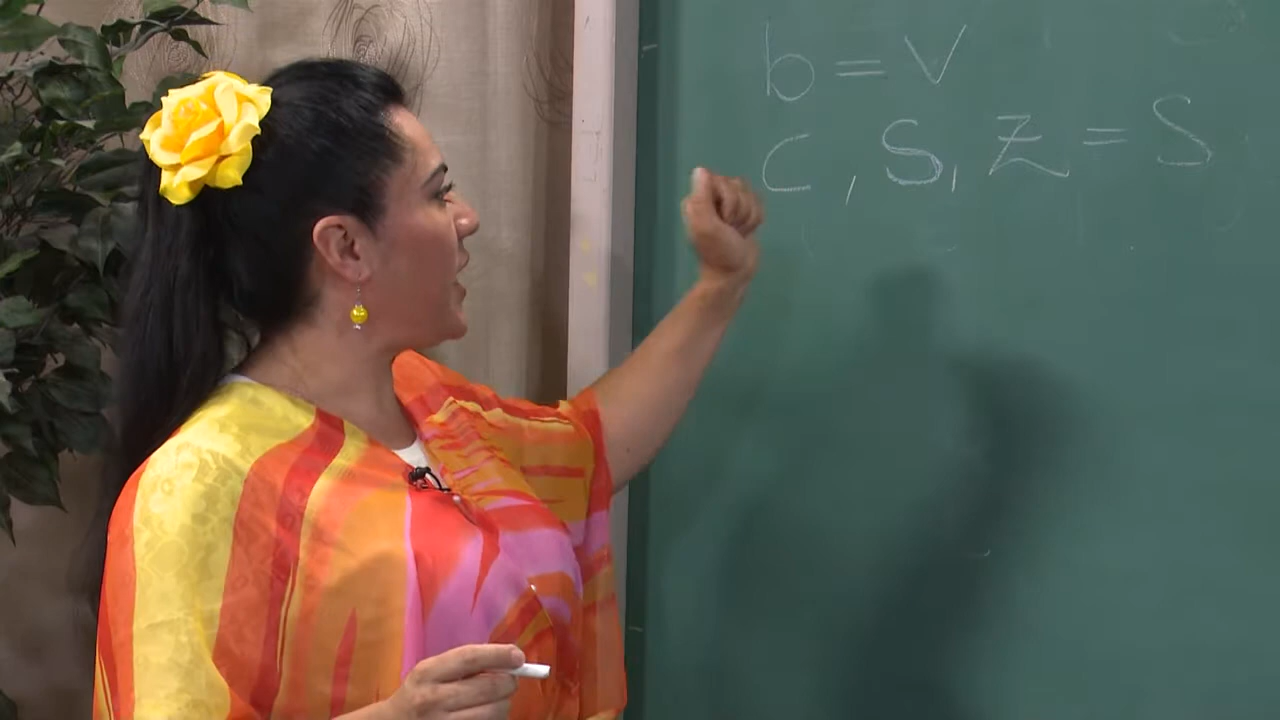 b = v
c, s, z = s